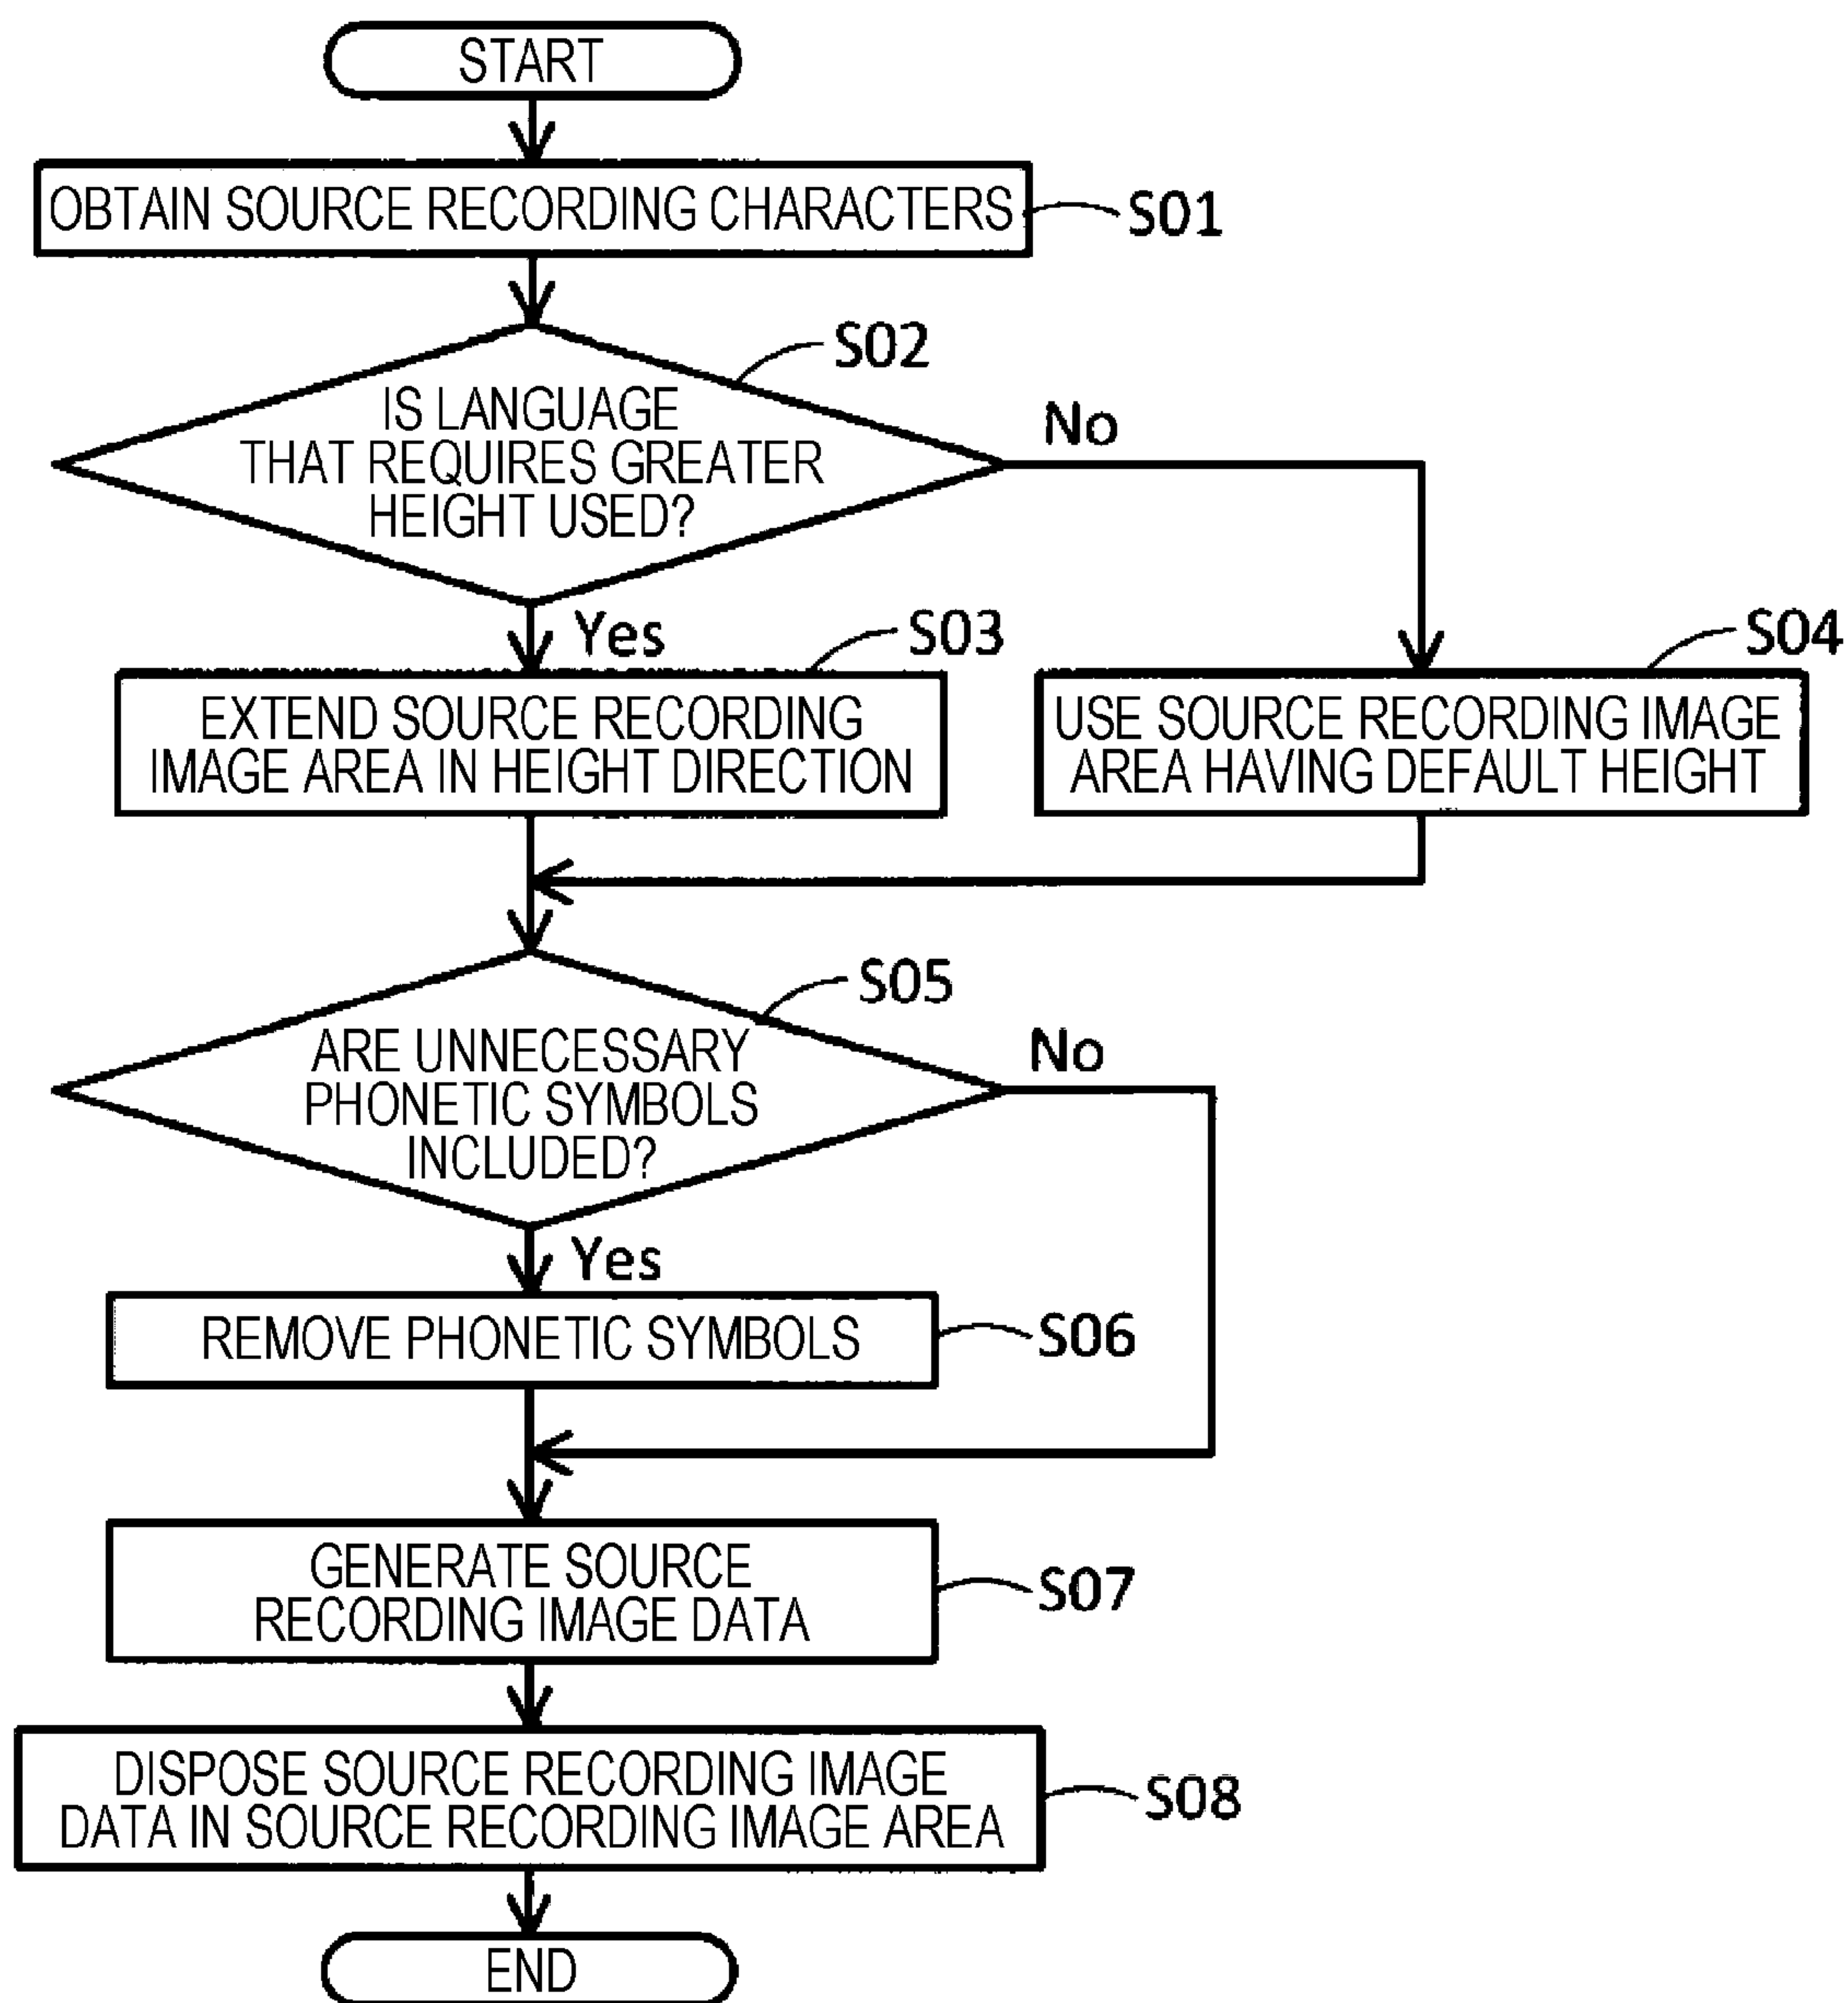 START
OBTAIN SOURCE RECORDING CHARACTERS
S01
S02
IS LANGUAGE
THAT REQUIRES GREATER
HEIGHT USED?
No
Yes
S03
EXTEND SOURCE RECORDING
IMAGE AREA IN HEIGHT DIRECTION
S04
USE SOURCE RECORDING IMAGE
AREA HAVING DEFAULT HEIGHT
S05
ARE UNNECESSARY
PHONETIC SYMBOLS
INCLUDED?
No
Yes
REMOVE PHONETIC SYMBOLS
S06
GENERATE SOURCE
RECORDING IMAGE DATA
S07
DISPOSE SOURCE RECORDING IMAGE
DATA IN SOURCE RECORDING IMAGE AREA
S08
END